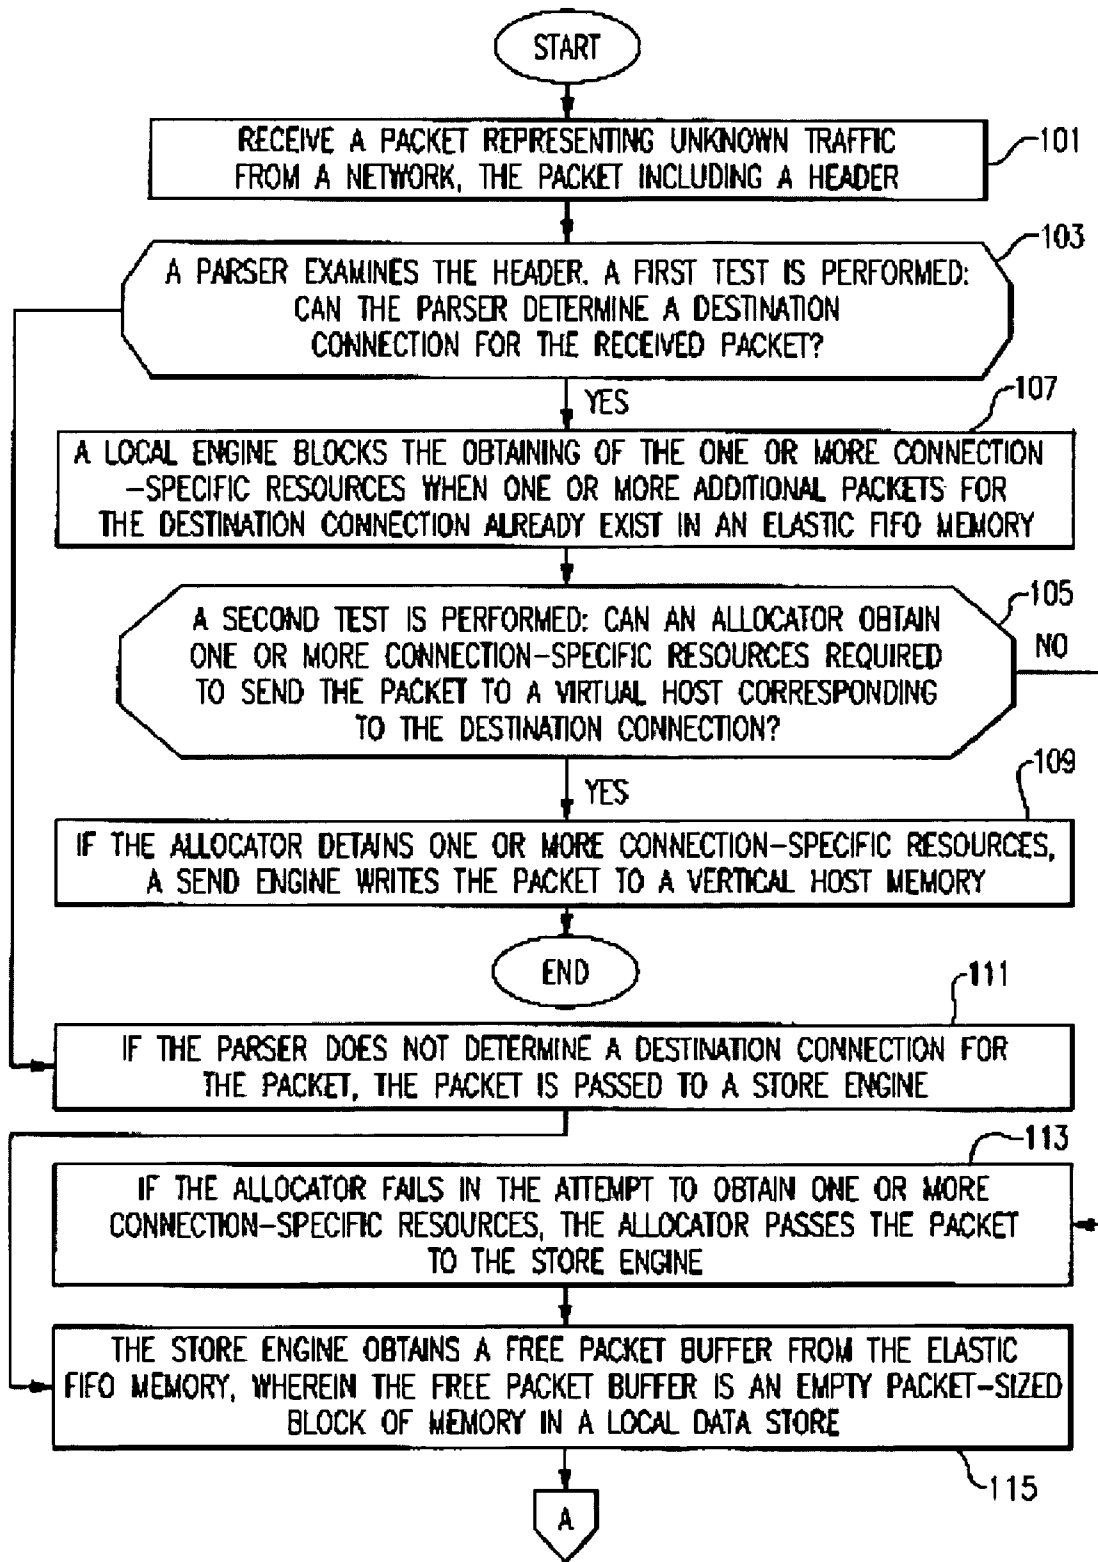 START
RECEIVE A PACKET REPRESENTING UNKNOWN TRAFFIC
FROM A NETWORK, THE PACKET INCLUDING A HEADER
101
A PARSER EXAMINES THE HEADER. A FIRST TEST IS PERFORMED:
CAN THE PARSER DETERMINE A DESTINATION
CONNECTION FOR THE RECEIVED PACKET?
103
YES
107
A LOCAL ENGINE BLOCKS THE OBTAINING OF THE ONE OR MORE CONNECTION
-SPECIFIC RESOURCES WHEN ONE OR MORE ADDITIONAL PACKETS FOR
THE DESTINATION CONNECTION ALREADY EXIST IN AN ELASTIC FIFO MEMORY
105
A SECOND TEST IS PERFORMED: CAN AN ALLOCATOR OBTAIN
ONE OR MORE CONNECTION-SPECIFIC RESOURCES REQUIRED
TO SEND THE PACKET TO A VIRTUAL HOST CORRESPONDING
TO THE DESTINATION CONNECTION?
NO
YES
109
IF THE ALLOCATOR DETAINS ONE OR MORE CONNECTION-SPECIFIC RESOURCES,
A SEND ENGINE WRITES THE PACKET TO A VERTICAL HOST MEMORY
END
111
IF THE PARSER DOES NOT DETERMINE A DESTINATION CONNECTION FOR
THE PACKET, THE PACKET IS PASSED TO A STORE ENGINE
113
IF THE ALLOCATOR FAILS IN THE ATTEMPT TO OBTAIN ONE OR MORE
CONNECTION-SPECIFIC RESOURCES, THE ALLOCATOR PASSES THE PACKET
TO THE STORE ENGINE
THE STORE ENGINE OBTAINS A FREE PACKET BUFFER FROM THE ELASTIC
FIFO MEMORY, WHEREIN THE FREE PACKET BUFFER IS AN EMPTY PACKET-SIZED
BLOCK OF MEMORY IN A LOCAL DATA STORE
115
A